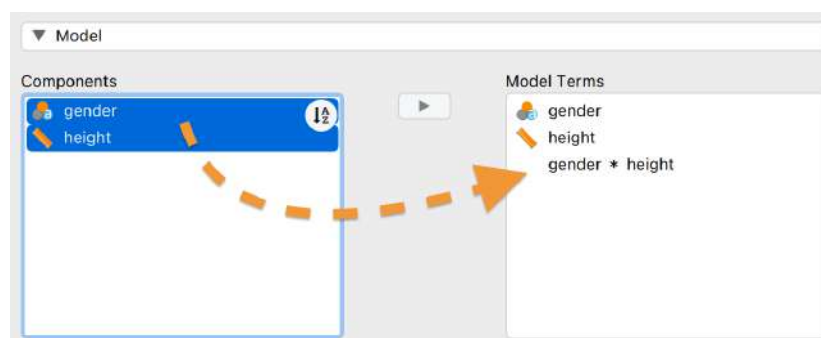 ▼ Model
Components
Model Terms
gender
height
gender
height
gender * height